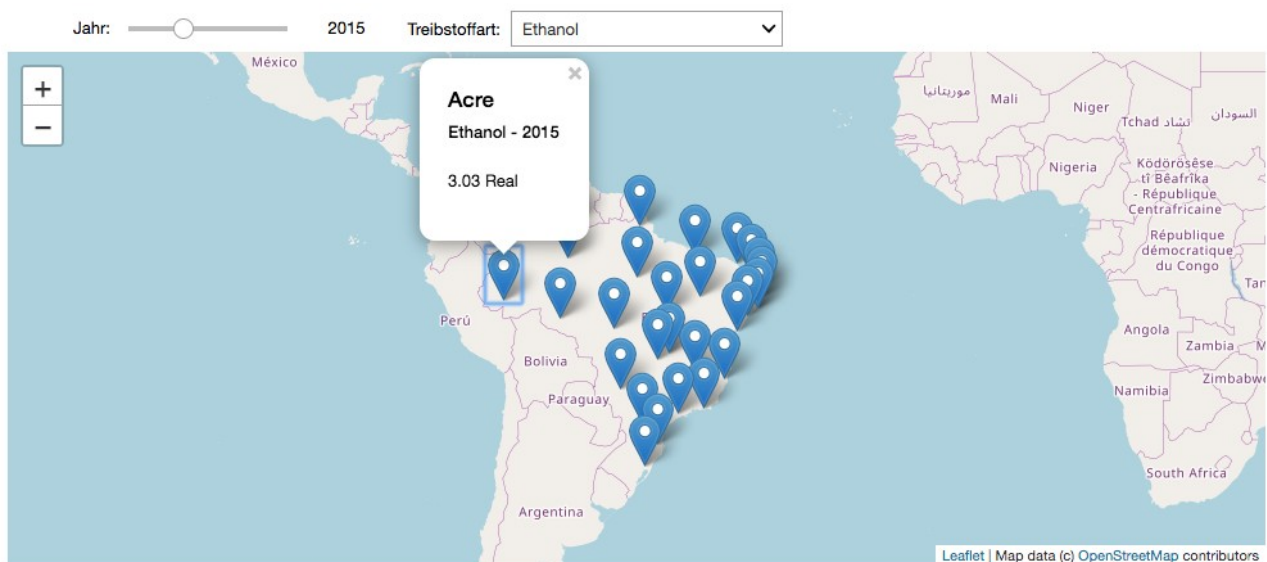 Jahr: 2015 Treibstoffart: Ethanol
México
+
−
×
Acre
Ethanol - 2015
3.03 Real
موريتانيا
Mali
Niger
Tchad تشاد
السودان
Nigeria
Ködörösêse
tî Bêafrîka
- République
Centrafricaine
République
démocratique
du Congo
Tan
Perú
Angola
Zambia
M
Bolivia
Namibia
Zimbabwe
Paraguay
South Africa
Argentina
Leaflet | Map data (c) OpenStreetMap contributors